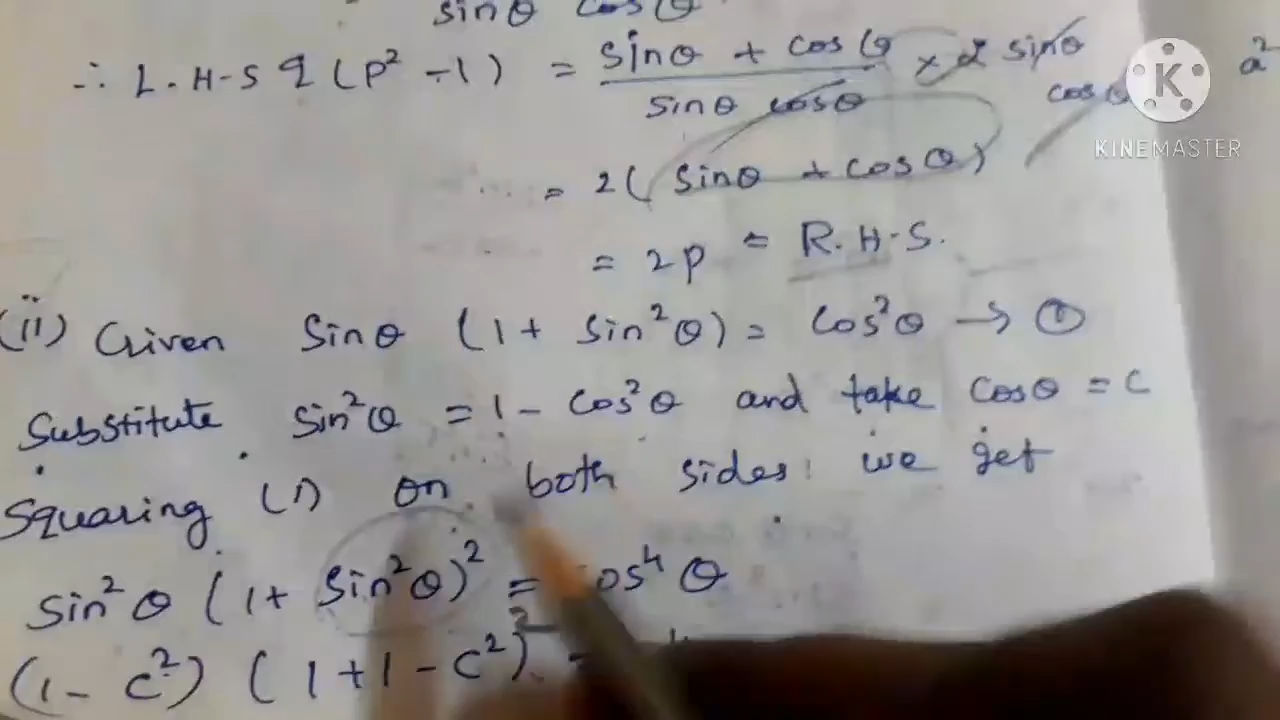 sinθ cosθ
∴ L.H-S q (p² -1) = sinθ + cosθ / sinθ cosθ × 2 sinθ cosθ
a²
KINEMASTER
= 2( sinθ + cosθ)
= 2p = R.H-S.
(ii) Given Sinθ (1 + sin²θ) = cos²θ → ①
Substitute sin²θ = 1 - cos²θ and take cosθ = c
Squaring (1) on both sides we get
sin²θ (1 + sin²θ)² = cos⁴θ
(1 - c²) (1 + 1 - c²)² =